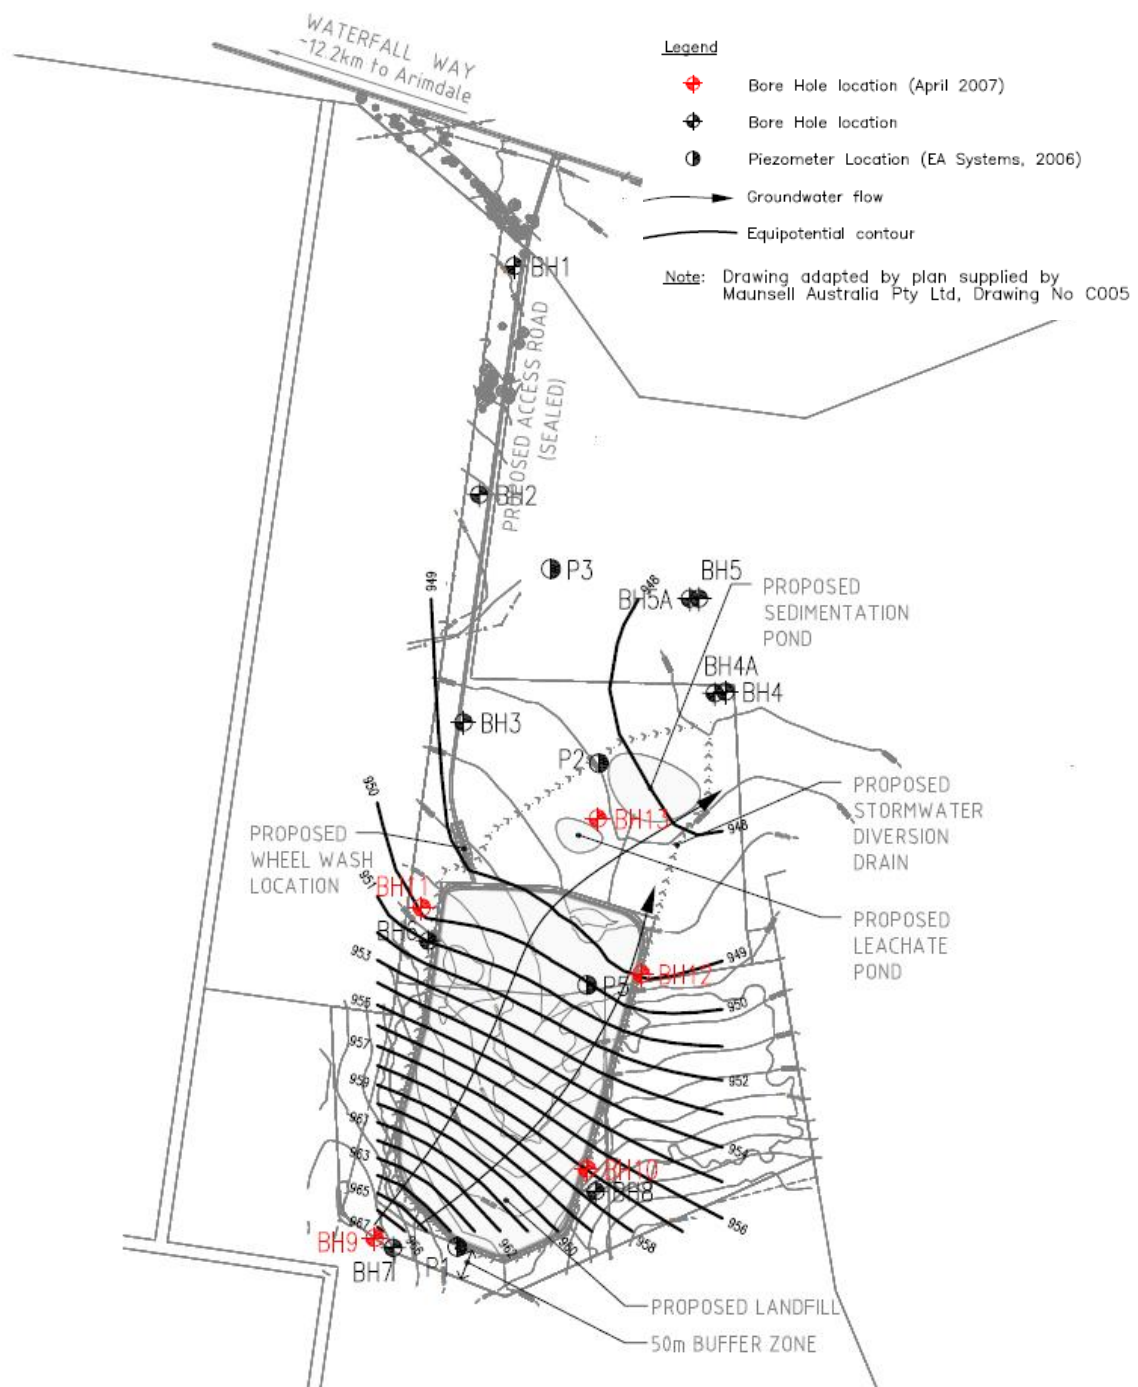 WATERFALL WAY
~12.2km to Arimdale
Legend
Bore Hole location (April 2007)
Bore Hole location
Piezometer Location (EA Systems, 2006)
Groundwater flow
Equipotential contour
Note: Drawing adapted by plan supplied by
Maunsell Australia Pty Ltd, Drawing No C005
BH1
PROPOSED ACCESS ROAD
(SEALED)
BH2
P3
949
948
BH5
BH5A
PROPOSED
SEDIMENTATION
POND
BH4A
BH4
BH3
P2
950
BH13
948
PROPOSED
STORMWATER
DIVERSION
DRAIN
PROPOSED
WHEEL WASH
LOCATION
951
BH11
BH6
PROPOSED
LEACHATE
POND
953
P5
BH12
949
950
957
952
959
961
963
954
965
BH10
BH8
967
956
BH9
BH7
966
P1
962
960
958
PROPOSED LANDFILL
50m BUFFER ZONE